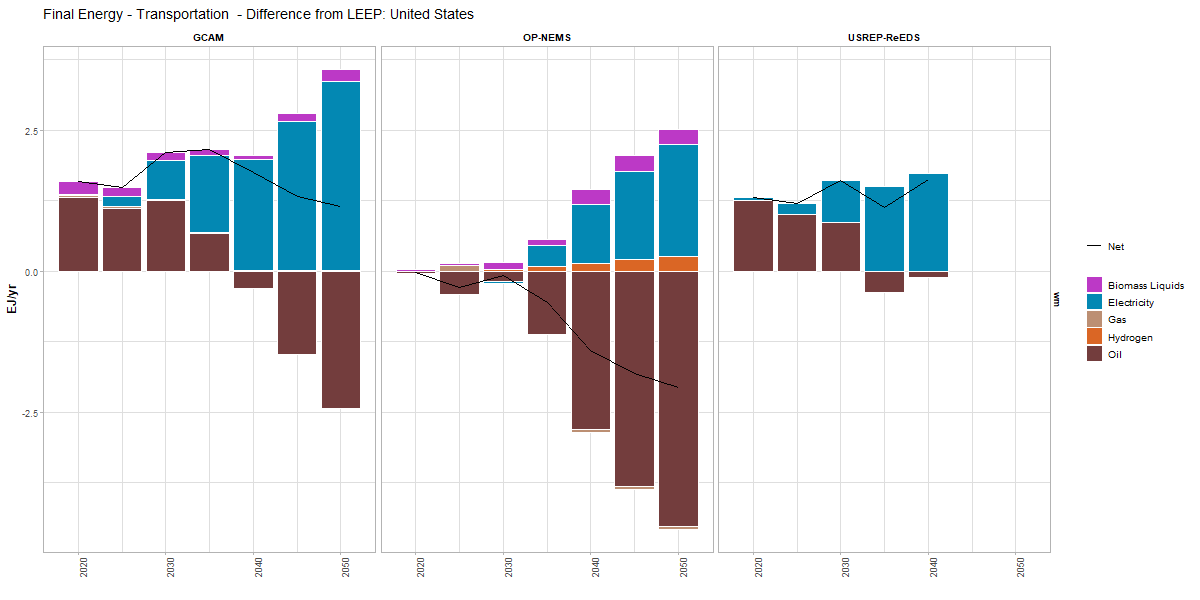 Final Energy - Transportation  - Difference from LEEP: United States
GCAM
OP-NEMS
USREP-ReEDS
EJ/yr
2.5
0.0
-2.5
2020
2030
2040
2050
2020
2030
2040
2050
2020
2030
2040
2050
wm
Net
Biomass Liquids
Electricity
Gas
Hydrogen
Oil